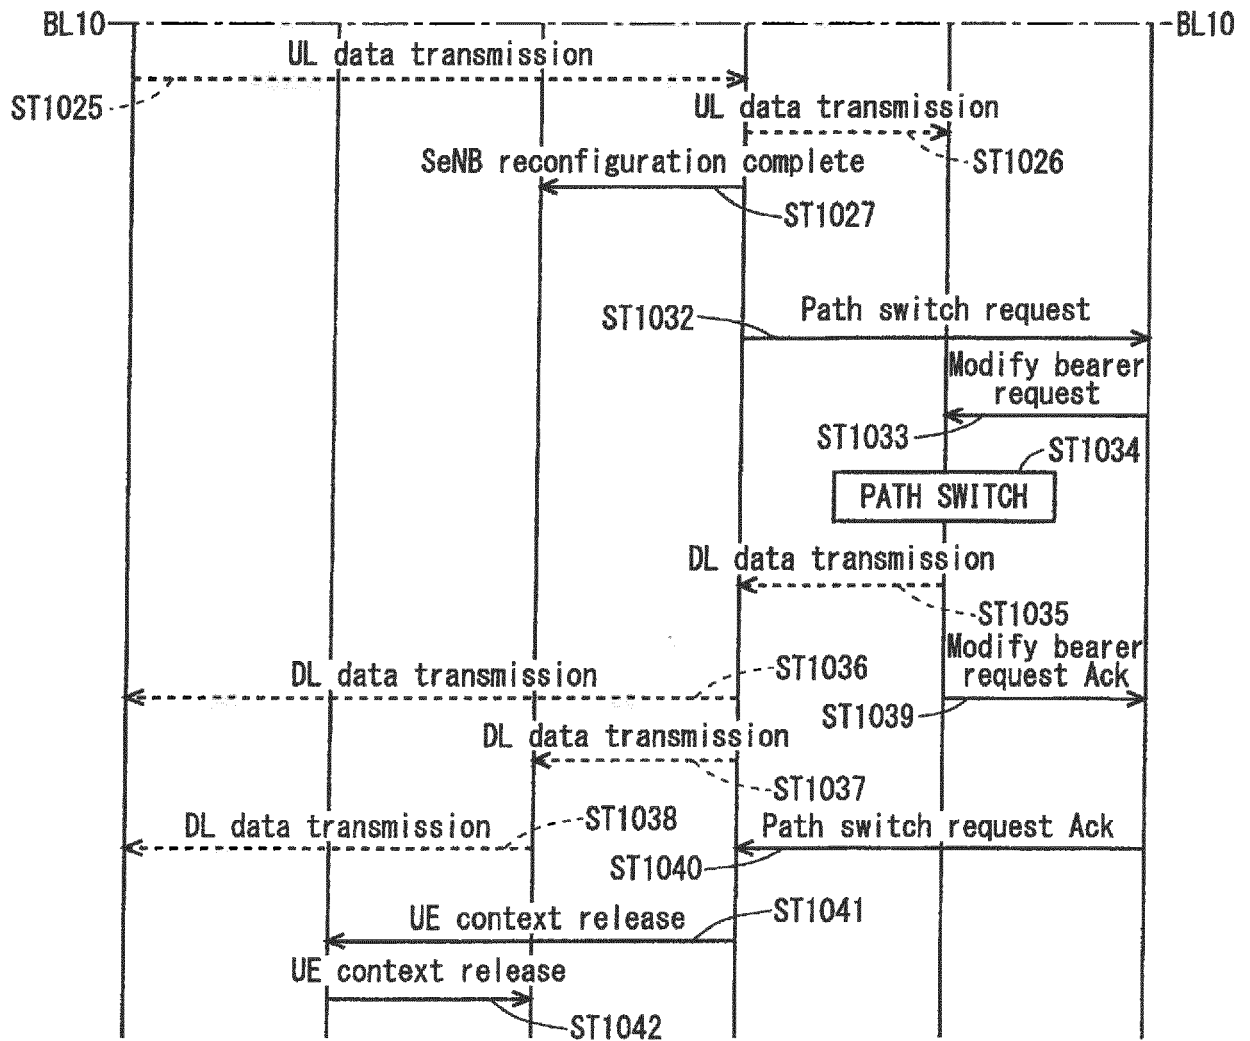 BL10
BL10
UL data transmission
ST1025
UL data transmission
ST1026
SeNB reconfiguration complete
ST1027
Path switch request
ST1032
Modify bearer
request
ST1033
ST1034
PATH SWITCH
DL data transmission
ST1035
Modify bearer
request Ack
ST1036
DL data transmission
ST1039
DL data transmission
ST1037
ST1038
DL data transmission
Path switch request Ack
ST1040
ST1041
UE context release
UE context release
ST1042